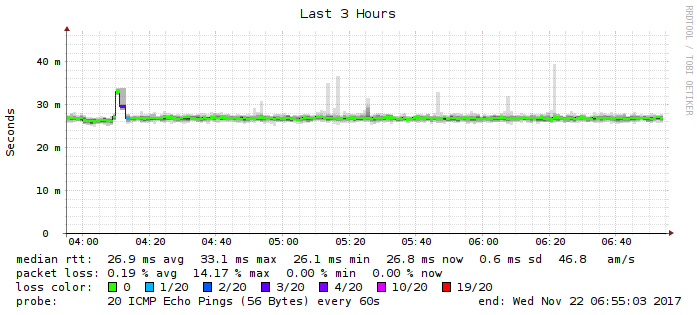 Last 3 Hours
RRDTOOL / TOBI OETIKER
Seconds
40 m
30 m
20 m
10 m
0
04:00 04:20 04:40 05:00 05:20 05:40 06:00 06:20 06:40
median rtt: 26.9 ms avg 33.1 ms max 26.1 ms min 26.8 ms now 0.6 ms sd 46.8 am/s
packet loss: 0.19 % avg 14.17 % max 0.00 % min 0.00 % now
loss color: 0 1/20 2/20 3/20 4/20 10/20 19/20
probe: 20 ICMP Echo Pings (56 Bytes) every 60s end: Wed Nov 22 06:55:03 2017